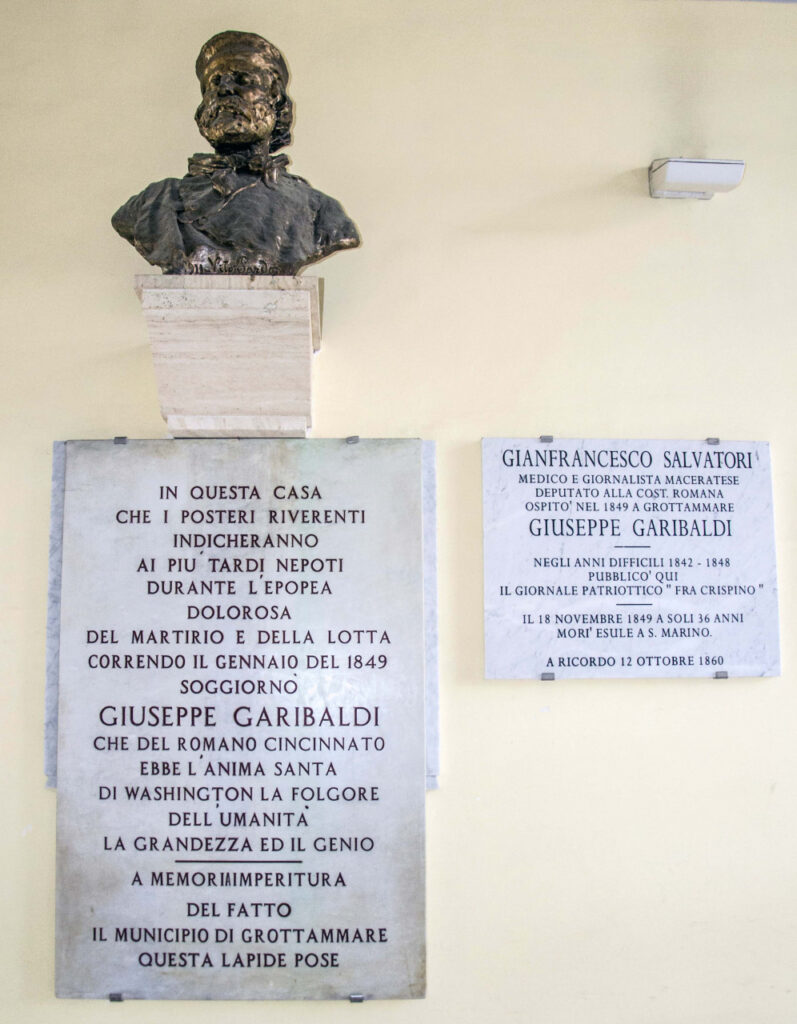 IN QUESTA CASA
CHE I POSTERI RIVERENTI
INDICHERANNO
AI PIU' TARDI NEPOTI
DURANTE L'EPOPEA
DOLOROSA
DEL MARTIRIO E DELLA LOTTA
CORRENDO IL GENNAIO DEL 1849
SOGGIORNÒ
GIUSEPPE GARIBALDI
CHE DEL ROMANO CINCINNATO
EBBE L'ANIMA SANTA
DI WASHINGTON LA FOLGORE
DELL'UMANITÀ
LA GRANDEZZA ED IL GENIO
A MEMORIA IMPERITURA
DEL FATTO
IL MUNICIPIO DI GROTTAMMARE
QUESTA LAPIDE POSE
GIANFRANCESCO SALVATORI
MEDICO E GIORNALISTA MACERATESE
DEPUTATO ALLA COST. ROMANA
OSPITO' NEL 1849 A GROTTAMMARE
GIUSEPPE GARIBALDI
NEGLI ANNI DIFFICILI 1842 - 1848
PUBBLICO' QUI
IL GIORNALE PATRIOTTICO " FRA CRISPINO "
IL 18 NOVEMBRE 1849 A SOLI 36 ANNI
MORI' ESULE A S. MARINO.
A RICORDO 12 OTTOBRE 1860